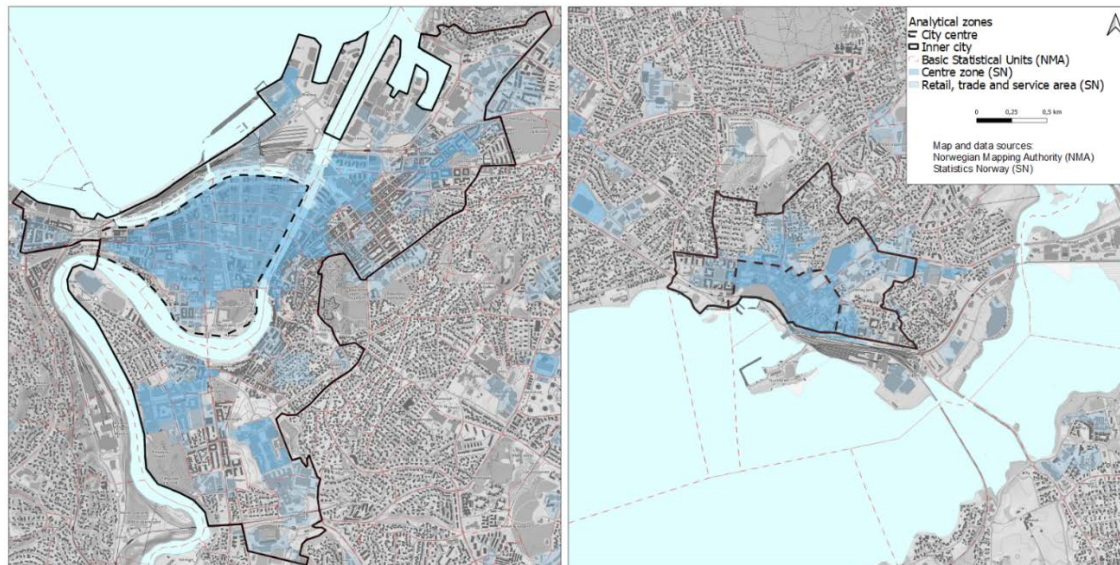 Analytical zones
City centre
Inner city
Basic Statistical Units (NMA)
Centre zone (SN)
Retail, trade and service area (SN)
0 0,25 0,5 km
Map and data sources:
Norwegian Mapping Authority (NMA)
Statistics Norway (SN)